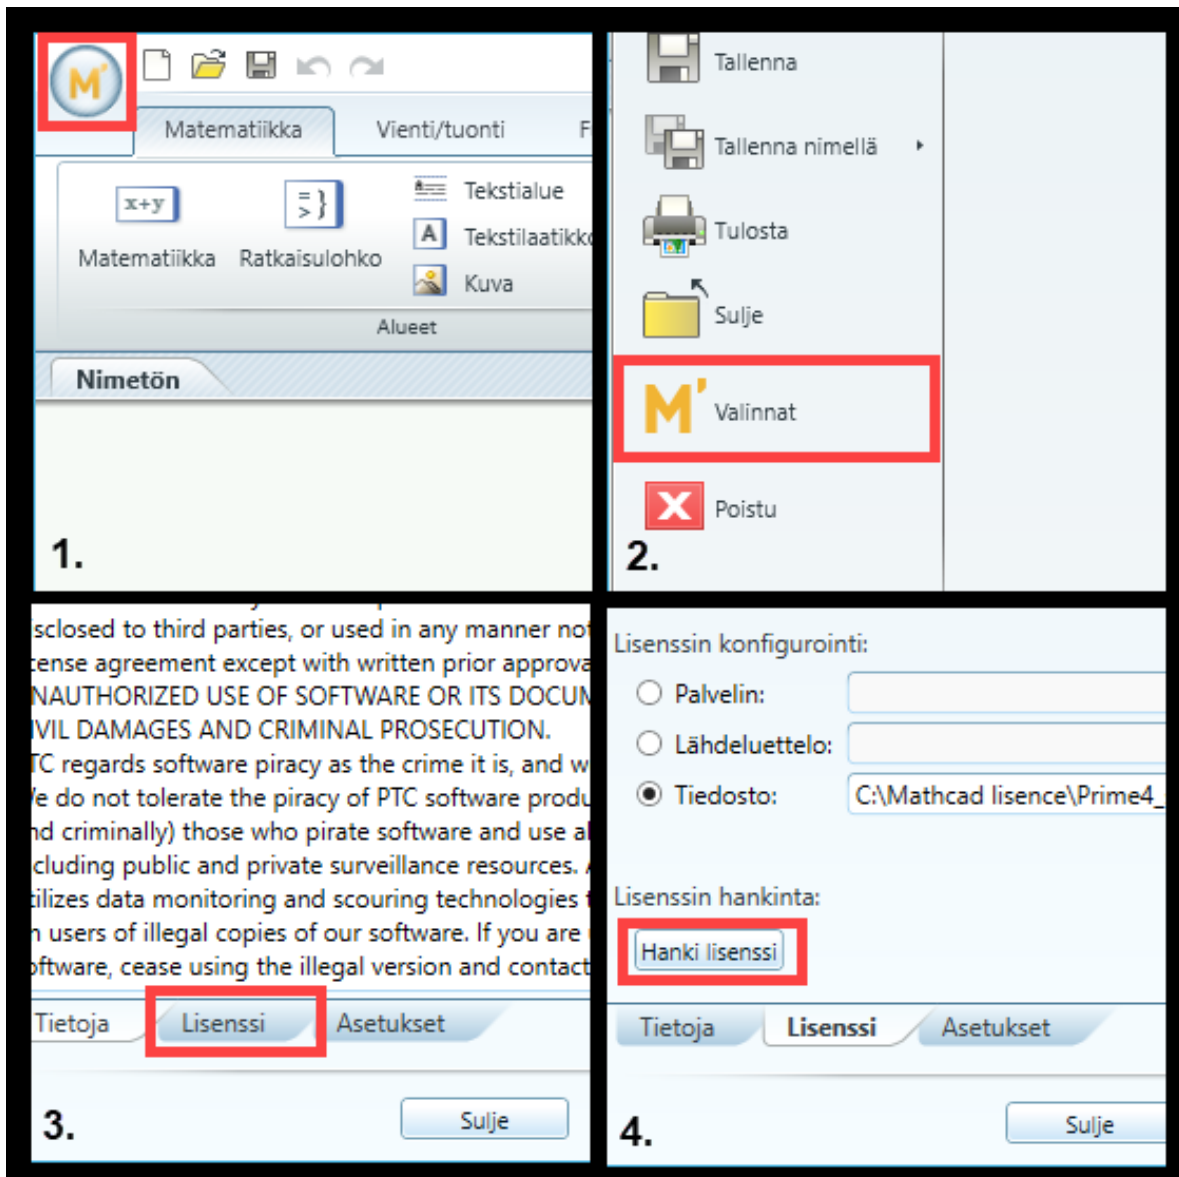 M'
Matematiikka Vienti/tuonti F
x+y = } >
Tekstialue
A Tekstilaatikko
Matematiikka Ratkaisulohko
Kuva
Alueet
Nimetön
1.
Tallenna
Tallenna nimellä
Tulosta
Sulje
M' Valinnat
X Poistu
2.
isclosed to third parties, or used in any manner not
cense agreement except with written prior approva
NAUTHORIZED USE OF SOFTWARE OR ITS DOCUM
IVIL DAMAGES AND CRIMINAL PROSECUTION.
TC regards software piracy as the crime it is, and w
e do not tolerate the piracy of PTC software produ
nd criminally) those who pirate software and use al
cluding public and private surveillance resources.
tilizes data monitoring and scouring technologies t
n users of illegal copies of our software. If you are
oftware, cease using the illegal version and contact
Tietoja Lisenssi Asetukset
3. Sulje
Lisenssin konfigurointi:
Palvelin:
Lähdeluettelo:
Tiedosto: C:\Mathcad lisence\Prime4_
Lisenssin hankinta:
Hanki lisenssi
Tietoja Lisenssi Asetukset
4. Sulje